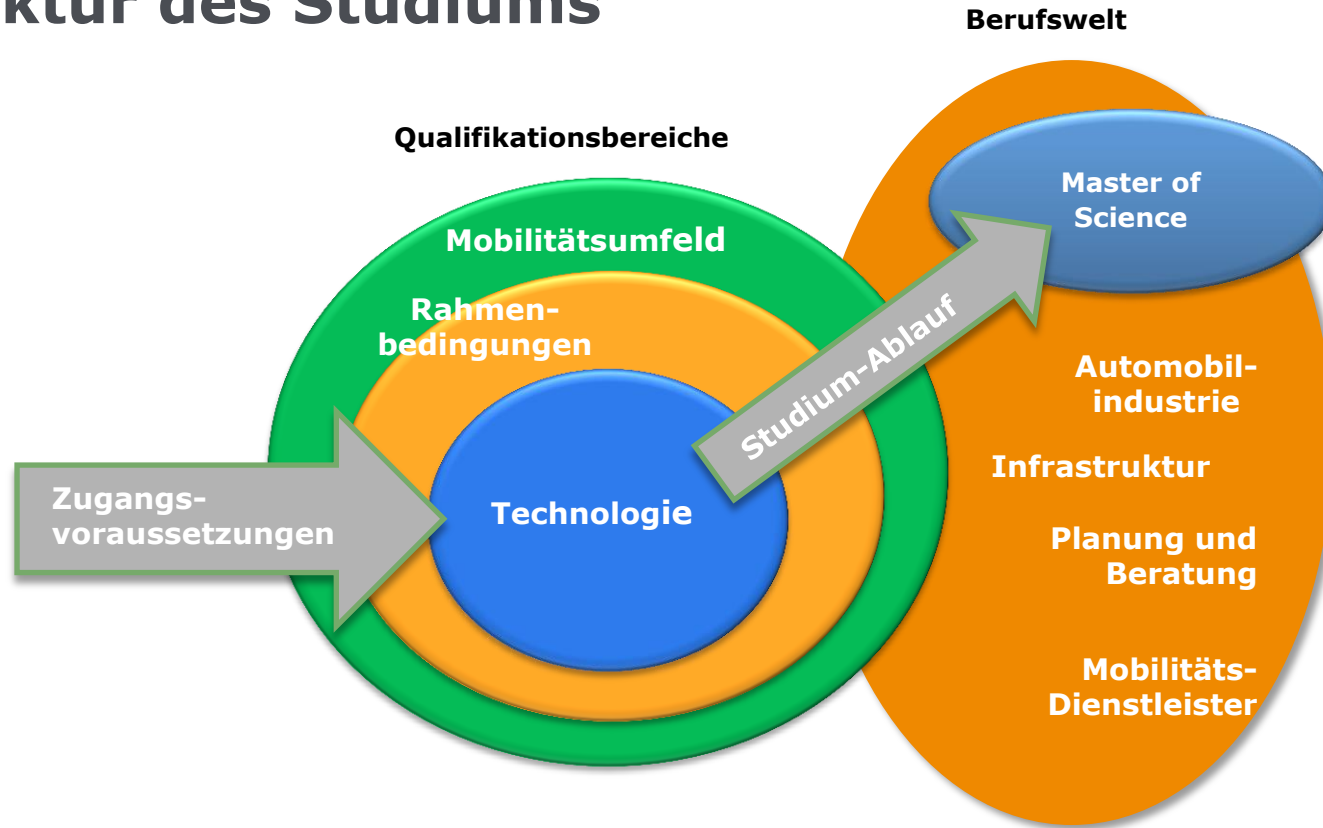 ktur des Studiums
Berufswelt
Qualifikationsbereiche
Master of
Science
Mobilitätsumfeld
Rahmen-
bedingungen
Studium-Ablauf
Automobil-
industrie
Infrastruktur
Zugangs-
voraussetzungen
Technologie
Planung und
Beratung
Mobilitäts-
Dienstleister